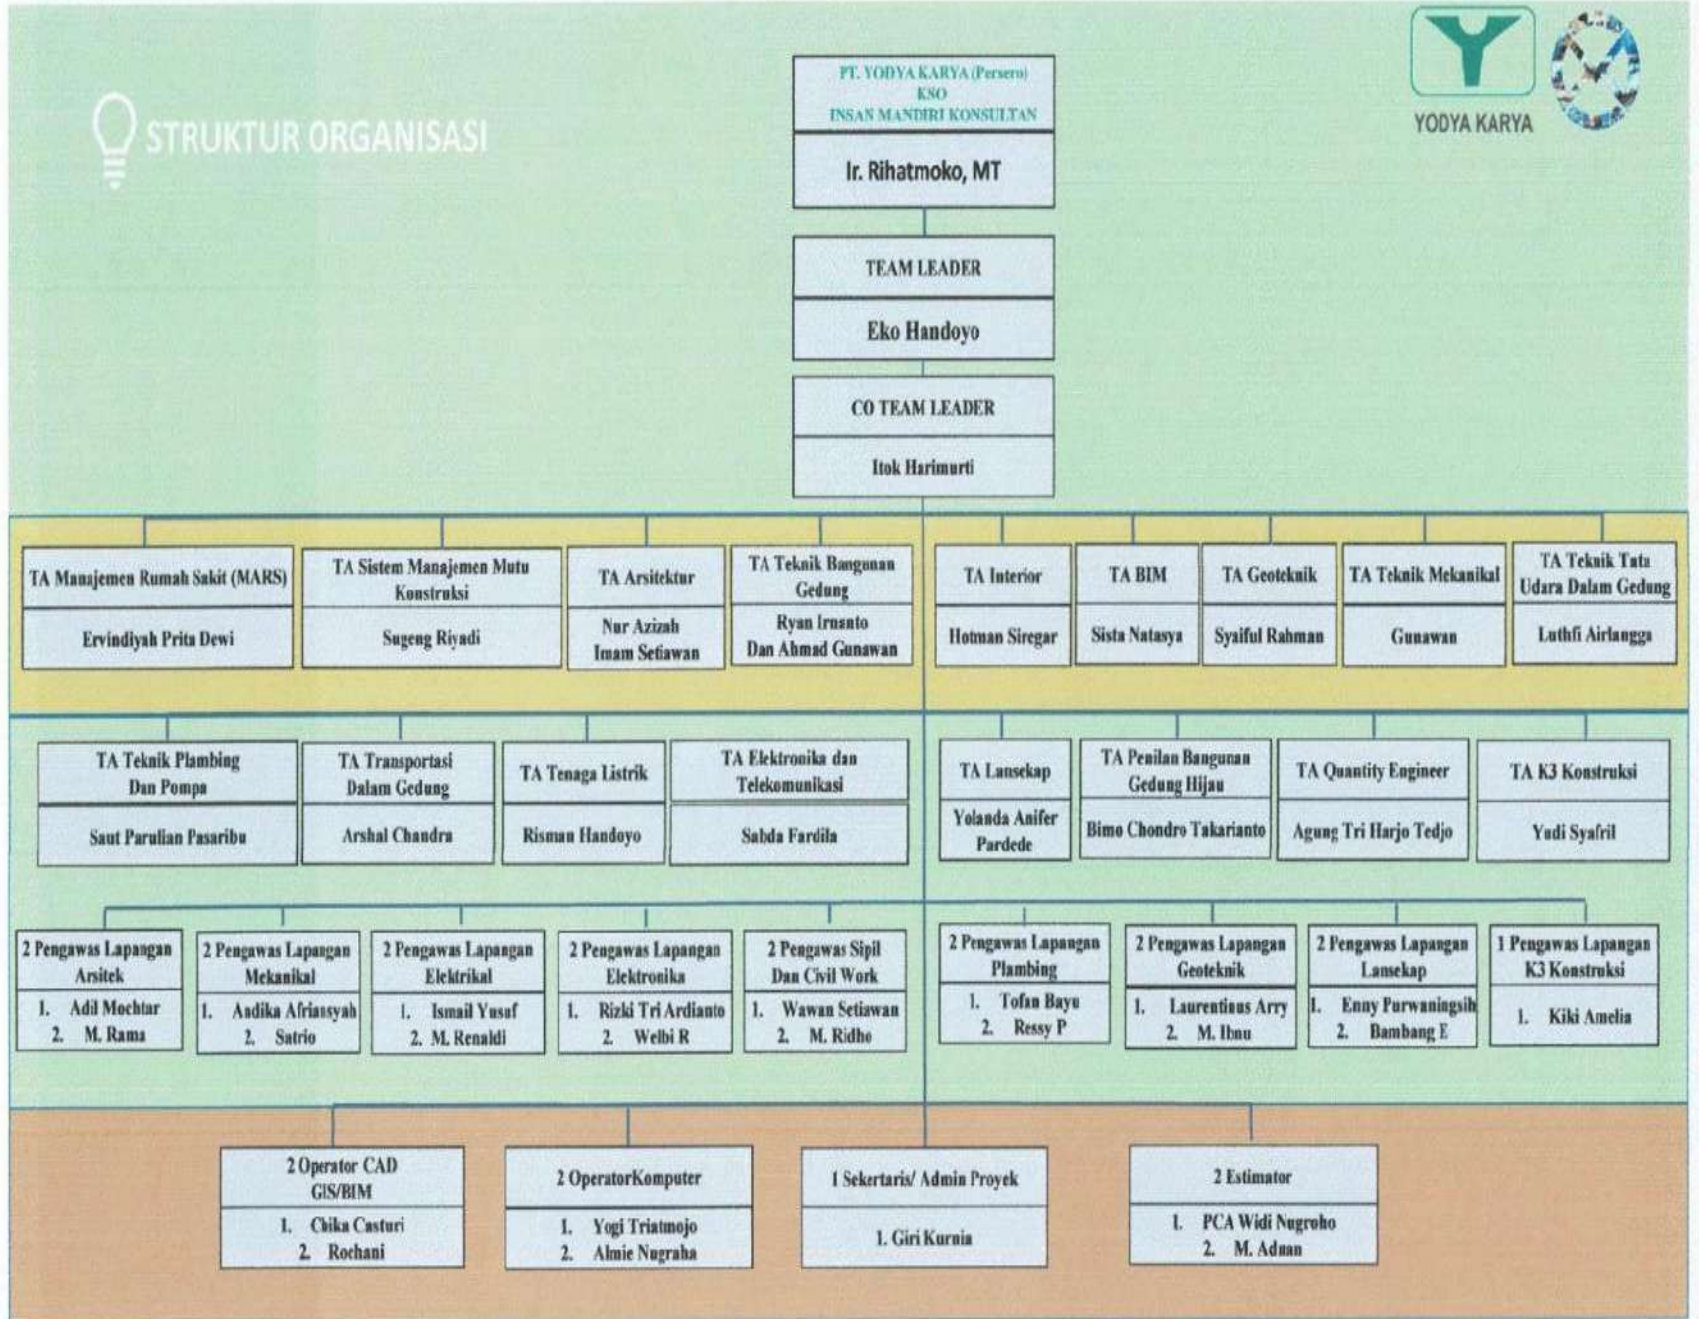 STRUKTUR ORGANISASI
PT. YODYA KARYA (Persero)
KSO
INSAN MANDIRI KONSULTAN
Ir. Rihatmoko, MT
YODYA KARYA
TEAM LEADER
Eko Handoyo
CO TEAM LEADER
Itok Harimurti
TA Manajemen Rumah Sakit (MARS)
Ervindiyah Prita Dewi
TA Sistem Manajemen Mutu
Konstruksi
Sugeng Riyadi
TA Arsitektur
Nur Azizah
Imam Setiawan
TA Teknik Bangunan
Gedung
Ryan Irnanto
Dan Ahmad Gunawan
TA Interior
Hotman Siregar
TA BIM
Sista Natasya
TA Geoteknik
Syaiful Rahman
TA Teknik Mekanikal
Gunawan
TA Teknik Tata
Udara Dalam Gedung
Luthfi Airlangga
TA Teknik Plambing
Dan Pompa
Saut Parulian Pasaribu
TA Transportasi
Dalam Gedung
Arshal Chandra
TA Tenaga Listrik
Risman Handoyo
TA Elektronika dan
Telekomunikasi
Sabda Fardila
TA Lansekap
Yolanda Anifer
Pardede
TA Penilan Bangunan
Gedung Hijau
Bimo Chondro Takarianto
TA Quantity Engineer
Agung Tri Harjo Tedjo
TA K3 Konstruksi
Yudi Syafril
2 Pengawas Lapangan
Arsitek
1. Adil Mochtar
2. M. Rama
2 Pengawas Lapangan
Mekanikal
1. Andika Afriansyah
2. Satrio
2 Pengawas Lapangan
Elektrikal
1. Ismail Yusuf
2. M. Renaldi
2 Pengawas Lapangan
Elektronika
1. Rizki Tri Ardianto
2. Welbi R
2 Pengawas Sipil
Dan Civil Work
1. Wawan Setiawan
2. M. Ridho
2 Pengawas Lapangan
Plambing
1. Tofan Bayu
2. Ressy P
2 Pengawas Lapangan
Geoteknik
1. Laurentinus Arry
2. M. Ibnu
2 Pengawas Lapangan
Lansekap
1. Enny Purwaningsih
2. Bambang E
1 Pengawas Lapangan
K3 Konstruksi
1. Kiki Amelia
2 Operator CAD
GIS/BIM
1. Chika Casturi
2. Rochani
2 OperatorKomputer
1. Yogi Triatmojo
2. Almie Nugraha
1 Sekertaris/ Admin Proyek
1. Giri Kurnia
2 Estimator
1. PCA Widi Nugroho
2. M. Adnan